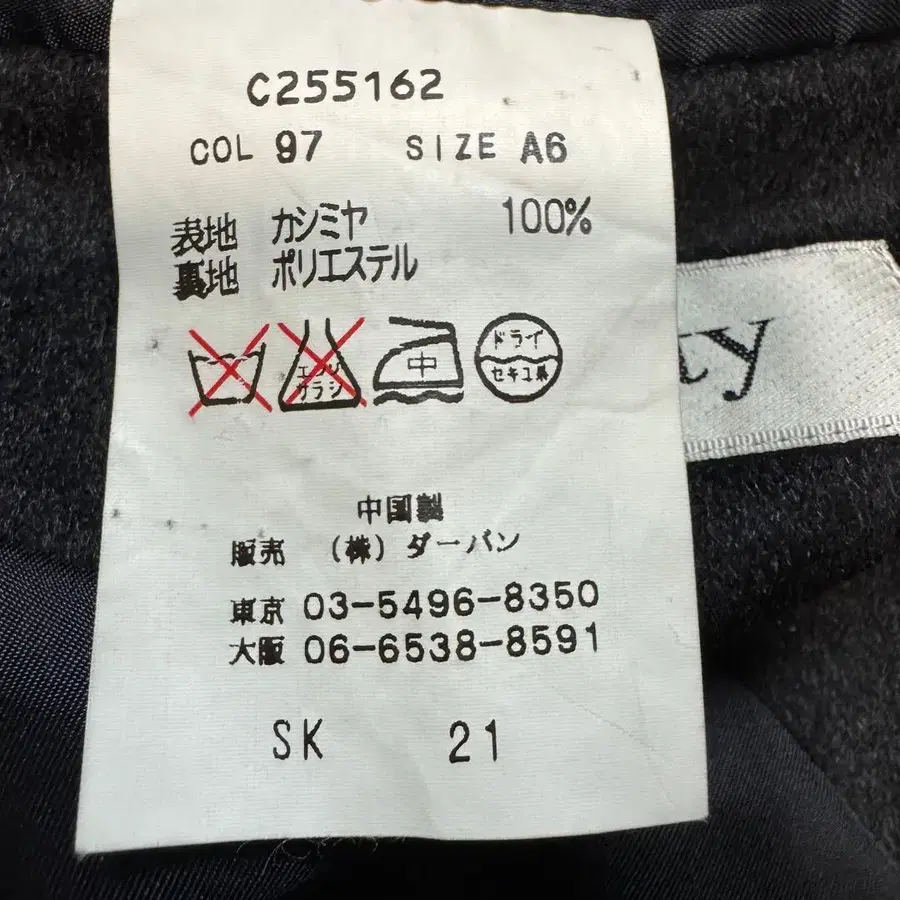 C255162
COL 97 SIZE A6
表地 カシミヤ 100%
裏地 ポリエステル
エンソ サラシ
中
ドライ
セキユ系
ty
中国製
販売 (株) ダーバン
東京 03-5496-8350
大阪 06-6538-8591
SK 21